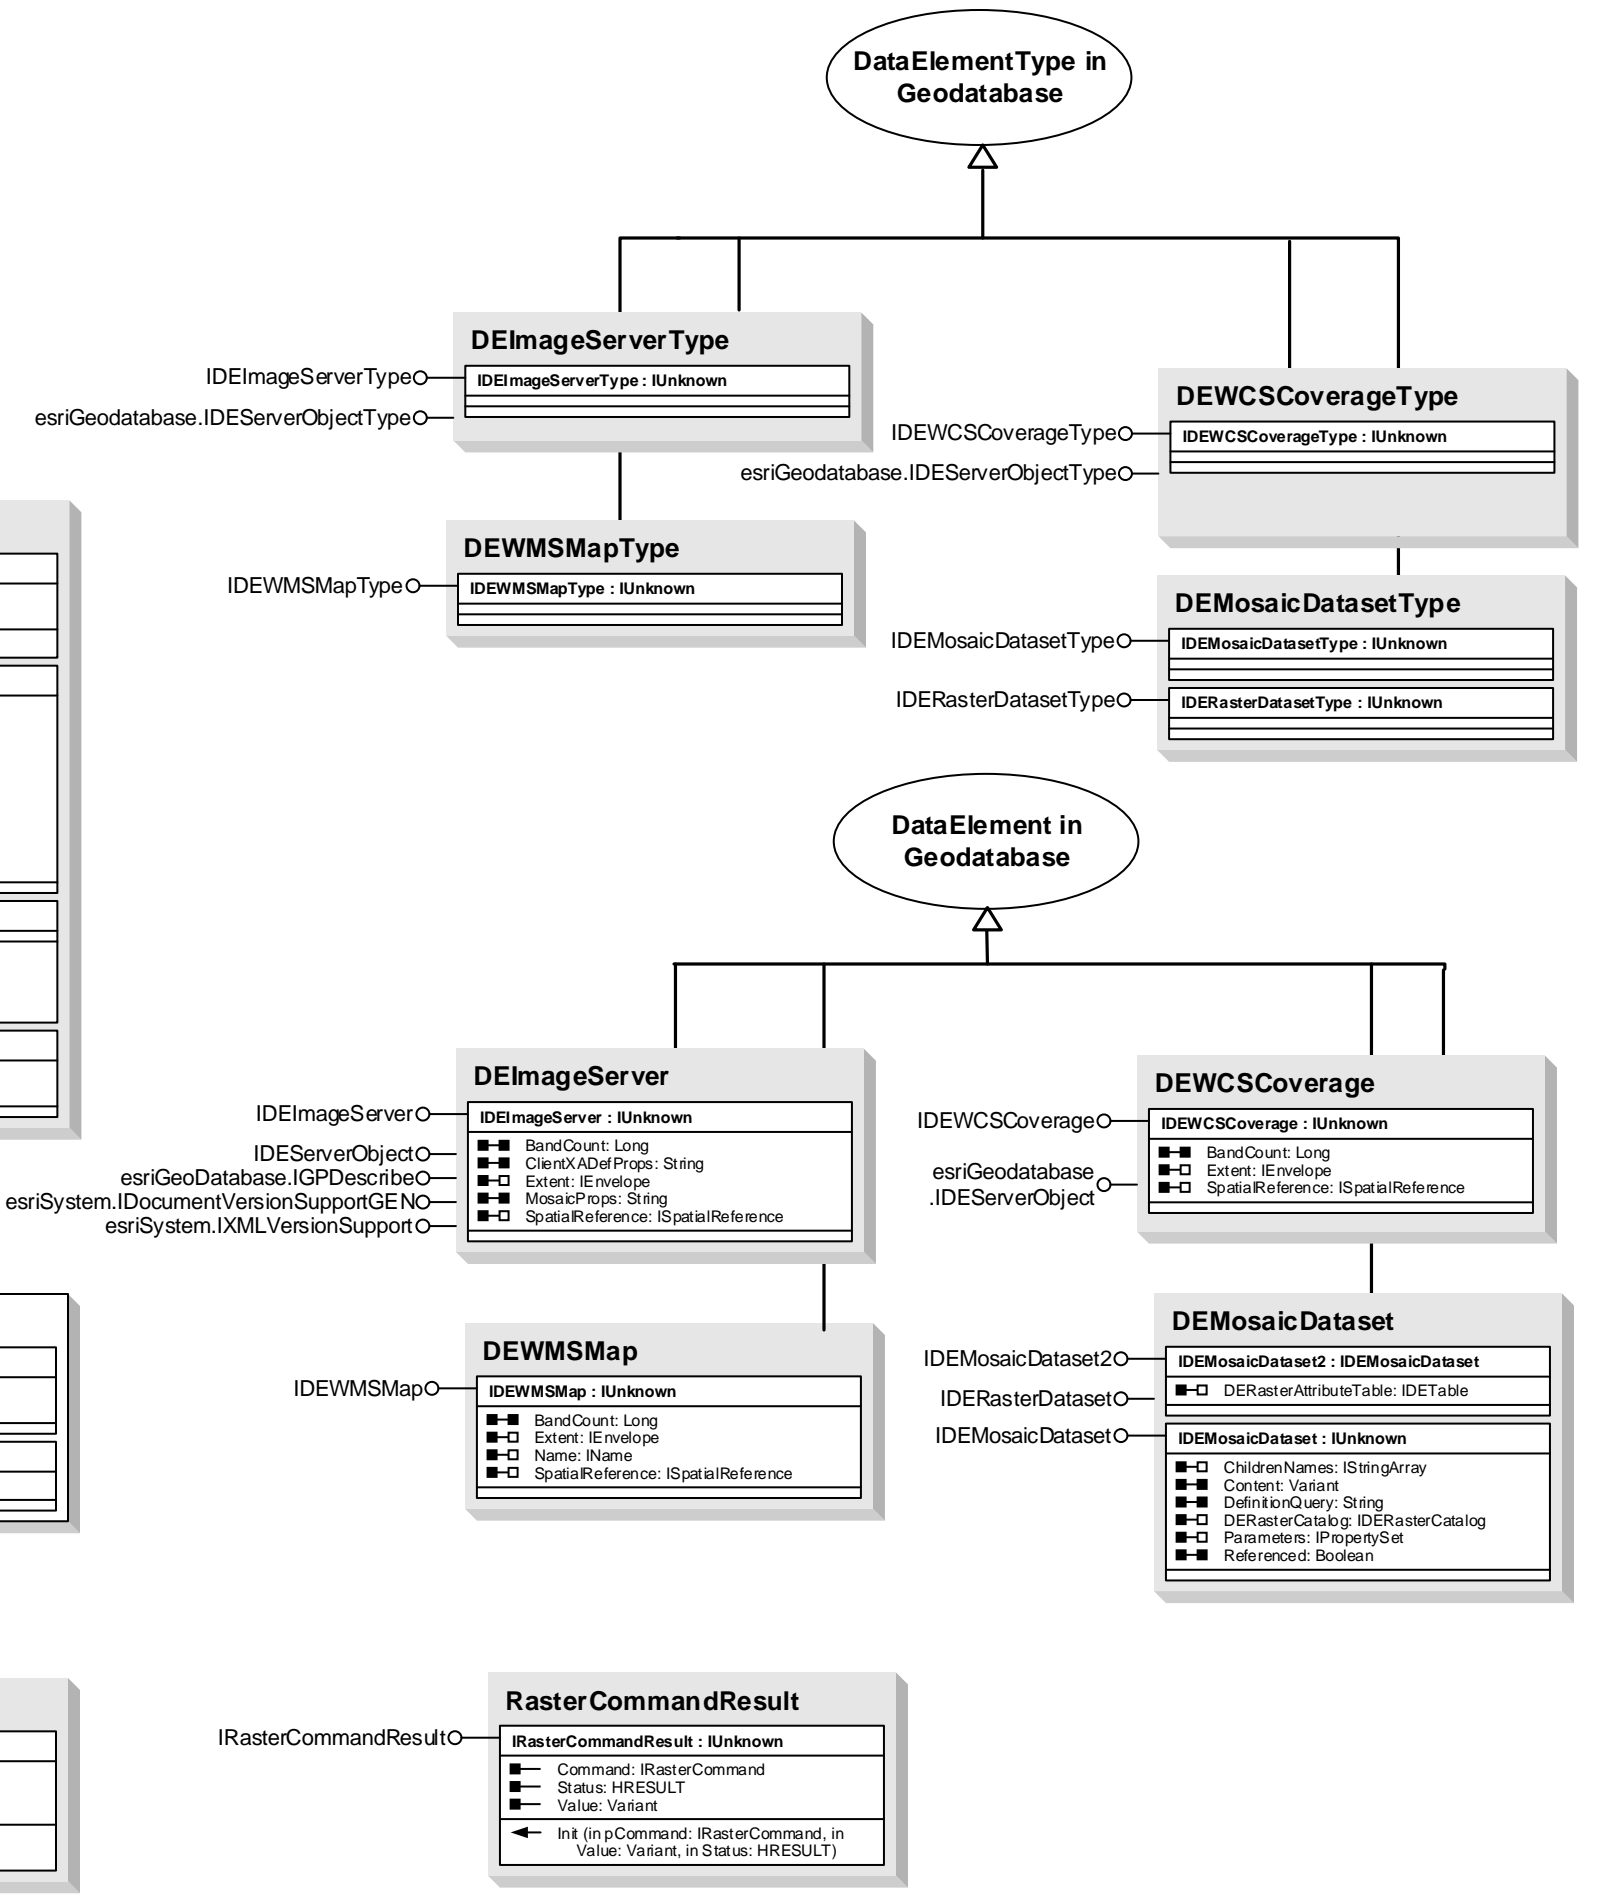 DataElementType in
Geodatabase
DEImageServerType
IDEImageServerType
IDEImageServerType : IUnknown
esriGeodatabase.IDEServerObjectType
DEWCSCoverageType
IDEWCSCoverageType
IDEWCSCoverageType : IUnknown
esriGeodatabase.IDEServerObjectType
DEWMSMapType
IDEWMSMapType
IDEWMSMapType : IUnknown
DEMosaicDatasetType
IDEMosaicDatasetType
IDEMosaicDatasetType : IUnknown
IDERasterDatasetType
IDERasterDatasetType : IUnknown
DataElement in
Geodatabase
DEImageServer
IDEImageServer
IDEImageServer : IUnknown
IDEServerObject
esriGeoDatabase.IGPDescribe
esriSystem.IDocumentVersionSupportGEN
esriSystem.IXMLVersionSupport
BandCount: Long
ClientXADefProps: String
Extent: IEnvelope
MosaicProps: String
SpatialReference: ISpatialReference
DEWCSCoverage
IDEWCSCoverage
IDEWCSCoverage : IUnknown
esriGeodatabase
.IDEServerObject
BandCount: Long
Extent: IEnvelope
SpatialReference: ISpatialReference
DEWMSMap
IDEWMSMap
IDEWMSMap : IUnknown
BandCount: Long
Extent: IEnvelope
Name: IName
SpatialReference: ISpatialReference
DEMosaicDataset
IDEMosaicDataset2
IDEMosaicDataset2 : IDEMosaicDataset
IDERasterDataset
DERasterAttributeTable: IDETable
IDEMosaicDataset
IDEMosaicDataset : IUnknown
ChildrenNames: IStringArray
Content: Variant
DefinitionQuery: String
DERasterCatalog: IDERasterCatalog
Parameters: IPropertySet
Referenced: Boolean
RasterCommandResult
IRasterCommandResult
IRasterCommandResult : IUnknown
Command: IRasterCommand
Status: HRESULT
Value: Variant
Init (in pCommand: IRasterCommand, in
Value: Variant, in Status: HRESULT)